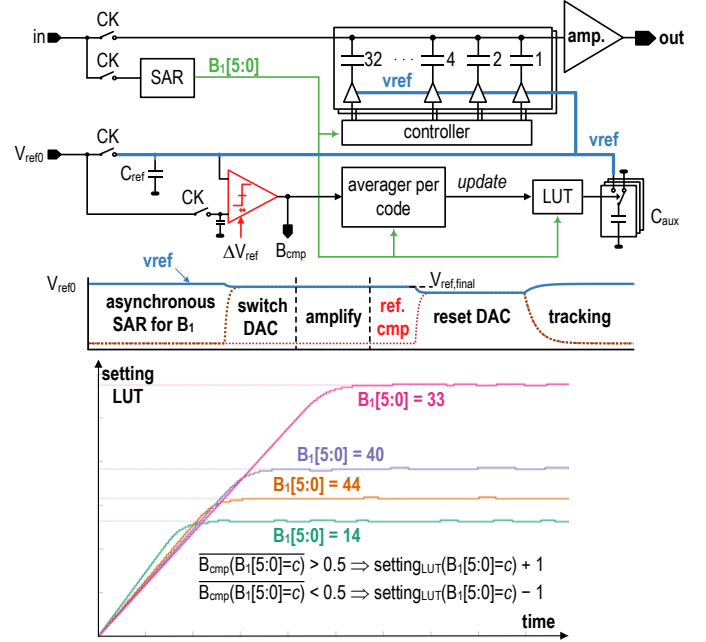 CK
in
amp.
out
32 ··· 4 2 1
CK
SAR
B₁[5:0]
vref
controller
vref
CK
Vref0
Cref
CK
averager per
code
update
LUT
Caux
ΔVref
Bcmp
vref
Vref0
Vref,final
asynchronous
SAR for B₁
switch
DAC
amplify
ref.
cmp
reset DAC
tracking
setting
LUT
B₁[5:0] = 33
B₁[5:0] = 40
B₁[5:0] = 44
B₁[5:0] = 14
Bcmp(B₁[5:0]=c) > 0.5 ⇒ settingLUT(B₁[5:0]=c) + 1
Bcmp(B₁[5:0]=c) < 0.5 ⇒ settingLUT(B₁[5:0]=c) − 1
time